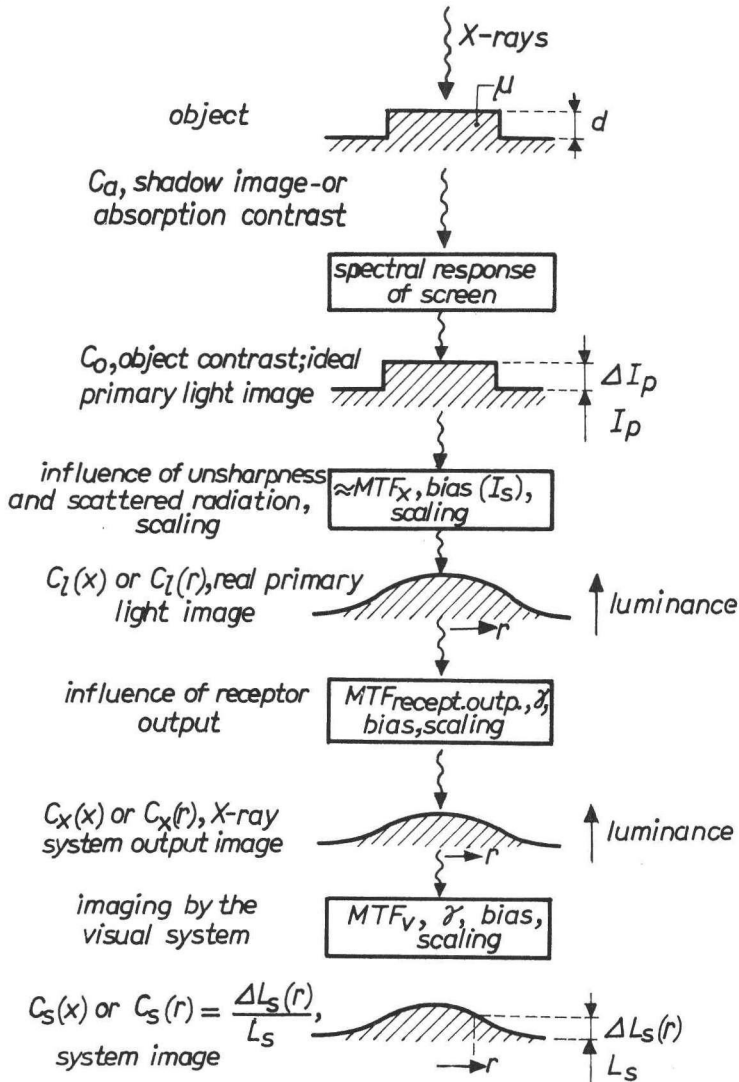 X-rays
μ
object
d
Ca, shadow image-or
absorption contrast
spectral response
of screen
Co, object contrast; ideal
primary light image
ΔIp
Ip
influence of unsharpness
and scattered radiation,
scaling
≈MTFx, bias (Is),
scaling
Cl(x) or Cl(r), real primary
light image
luminance
r
influence of receptor
output
MTFrecept.outp., γ,
bias, scaling
Cx(x) or Cx(r), X-ray
system output image
luminance
r
imaging by the
visual system
MTFv, γ, bias,
scaling
Cs(x) or Cs(r) = ΔLs(r)/Ls,
system image
ΔLs(r)
r
Ls